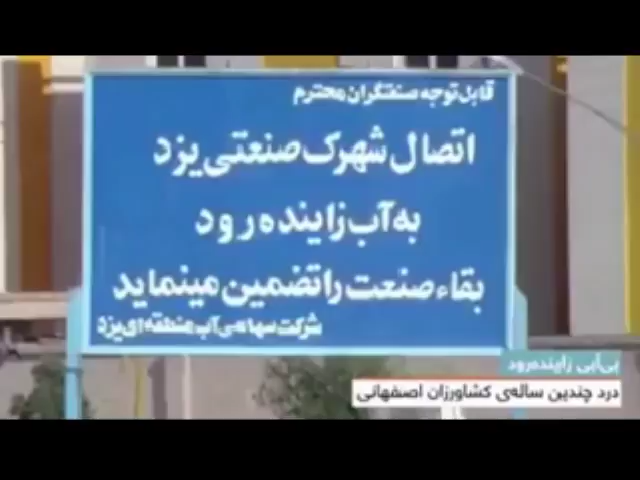 قابل توجه صنعتگران محترم
اتصال شهرک صنعتی یزد
به آب زاینده رود
بقاء صنعت را تضمین مینماید
شرکت سهامی آب منطقه ای یزد
بی‌آبی زاینده‌رود
درد چندین ساله‌ی کشاورزان اصفهانی